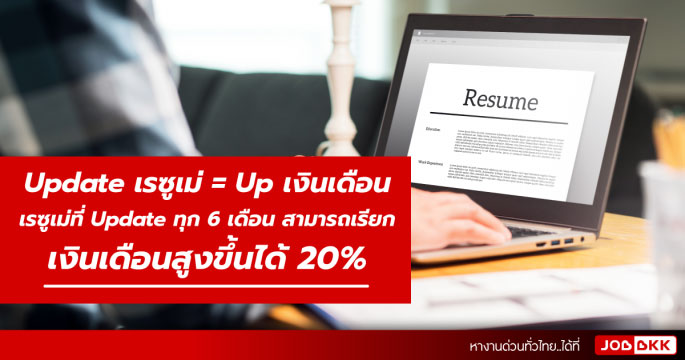 Resume
Education
Work Experience
Update เรซูเม่ = Up เงินเดือน
เรซูเม่ที่ Update ทุก 6 เดือน สามารถเรียก
เงินเดือนสูงขึ้นได้ 20%
หางานด่วนทั่วไทย..ได้ที่
JOBBKK